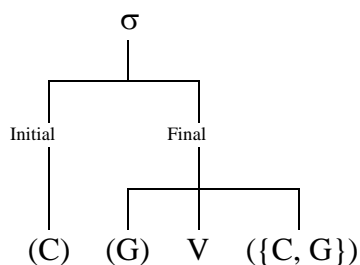 σ
Initial Final
(C) (G) V ({C, G})